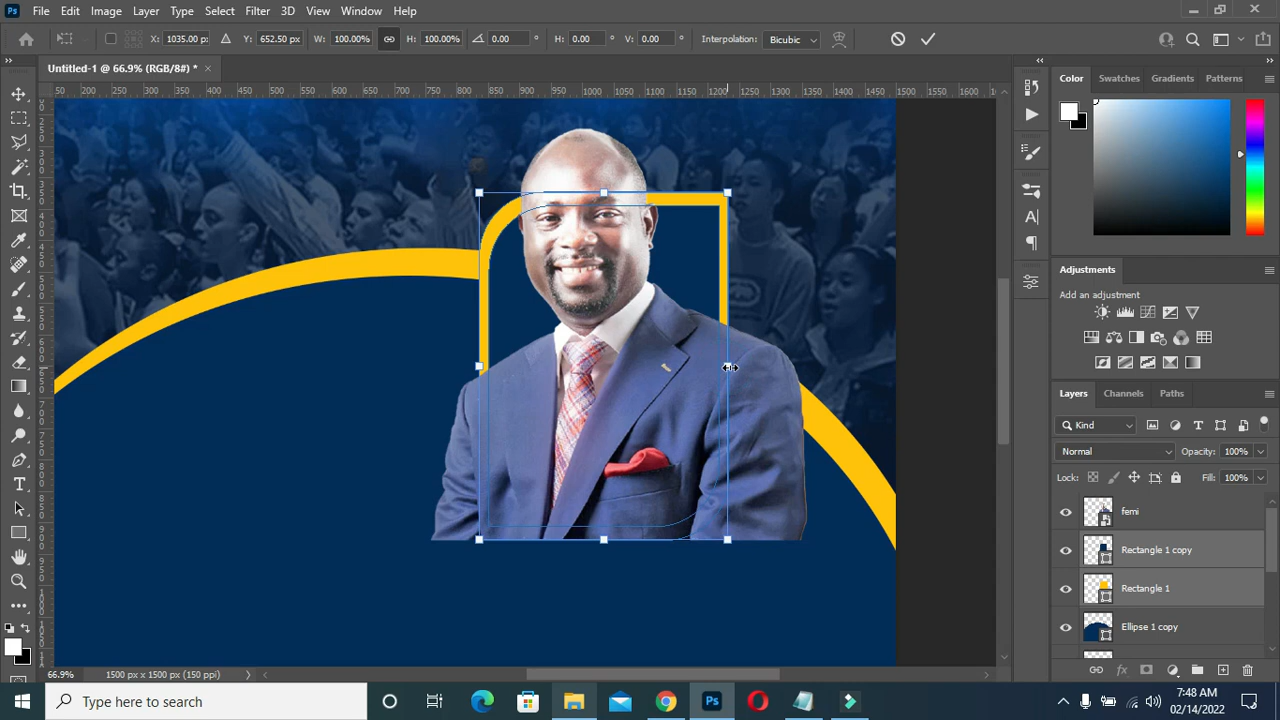 Ps File Edit Image Layer Type Select Filter 3D View Window Help
X: 1035.00 px Y: 652.50 px W: 100.00% H: 100.00% 0.00 ° H: 0.00 ° V: 0.00 ° Interpolation: Bicubic
Untitled-1 @ 66.9% (RGB/8#) * ×
50 200 250 300 350 400 450 500 550 600 650 700 750 800 850 900 950 1000 1050 1100 1150 1200 1250 1300 1350 1400 1450 1500 1550 1600
Color Swatches Gradients Patterns
Adjustments
Add an adjustment
Layers Channels Paths
Kind
Normal Opacity: 100%
Lock: Fill: 100%
femi
Rectangle 1 copy
Rectangle 1
Ellipse 1 copy
66.9% 1500 px x 1500 px (150 ppi)
Type here to search
Ps
7:48 AM
02/14/2022